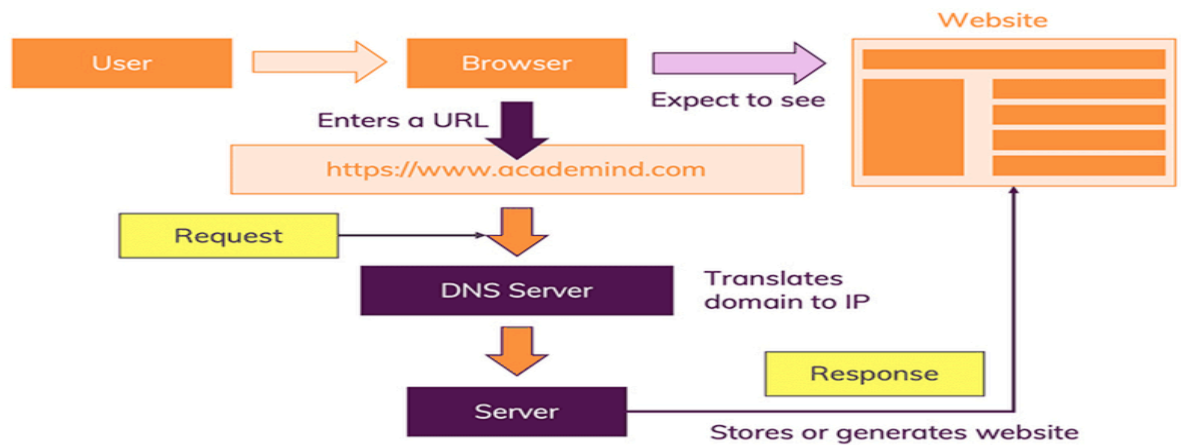 Website
User
Browser
Expect to see
Enters a URL
https://www.academind.com
Request
DNS Server
Translates
domain to IP
Response
Server
Stores or generates website